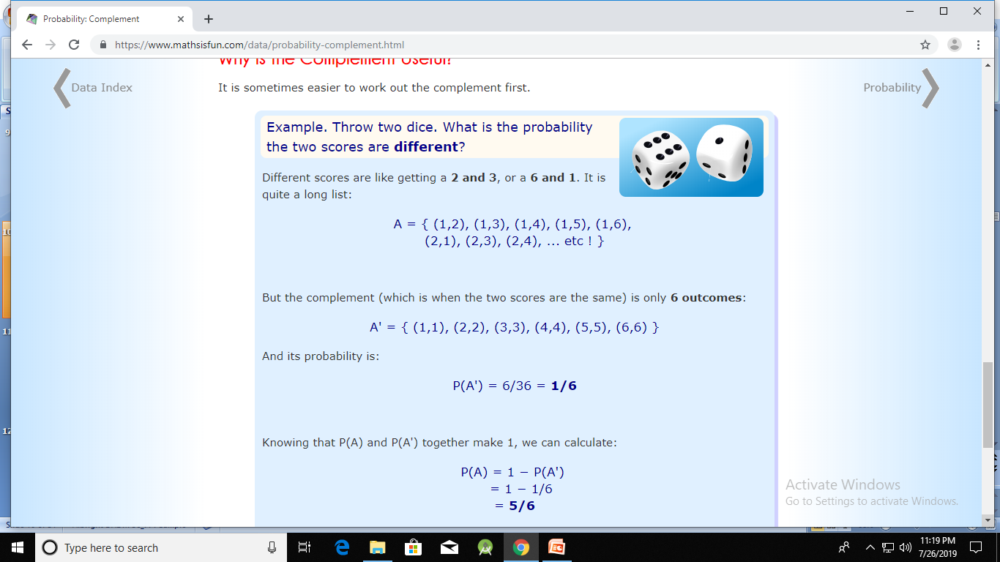 Probability: Complement
https://www.mathsisfun.com/data/probability-complement.html
Why is the Complement Useful?
Data Index
Probability
It is sometimes easier to work out the complement first.
Example. Throw two dice. What is the probability
the two scores are different?
Different scores are like getting a 2 and 3, or a 6 and 1. It is
quite a long list:
A = { (1,2), (1,3), (1,4), (1,5), (1,6),
(2,1), (2,3), (2,4), ... etc ! }
But the complement (which is when the two scores are the same) is only 6 outcomes:
A' = { (1,1), (2,2), (3,3), (4,4), (5,5), (6,6) }
And its probability is:
P(A') = 6/36 = 1/6
Knowing that P(A) and P(A') together make 1, we can calculate:
P(A) = 1 − P(A')
= 1 − 1/6
= 5/6
Activate Windows
Go to Settings to activate Windows.
9
10
11
12
Type here to search
11:19 PM
7/26/2019